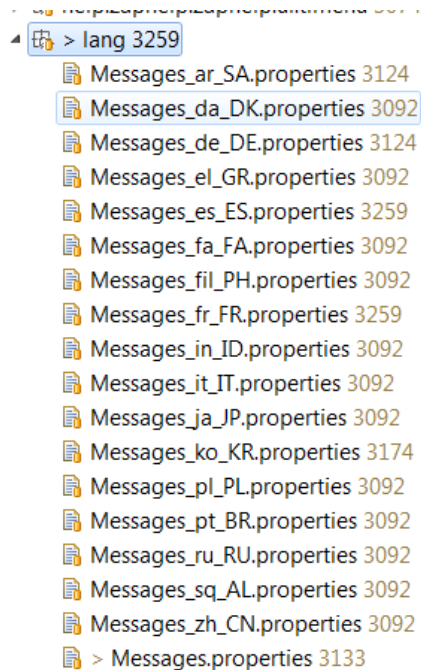 > lang 3259
Messages_ar_SA.properties 3124
Messages_da_DK.properties 3092
Messages_de_DE.properties 3124
Messages_el_GR.properties 3092
Messages_es_ES.properties 3259
Messages_fa_FA.properties 3092
Messages_fil_PH.properties 3092
Messages_fr_FR.properties 3259
Messages_in_ID.properties 3092
Messages_it_IT.properties 3092
Messages_ja_JP.properties 3092
Messages_ko_KR.properties 3174
Messages_pl_PL.properties 3092
Messages_pt_BR.properties 3092
Messages_ru_RU.properties 3092
Messages_sq_AL.properties 3092
Messages_zh_CN.properties 3092
> Messages.properties 3133